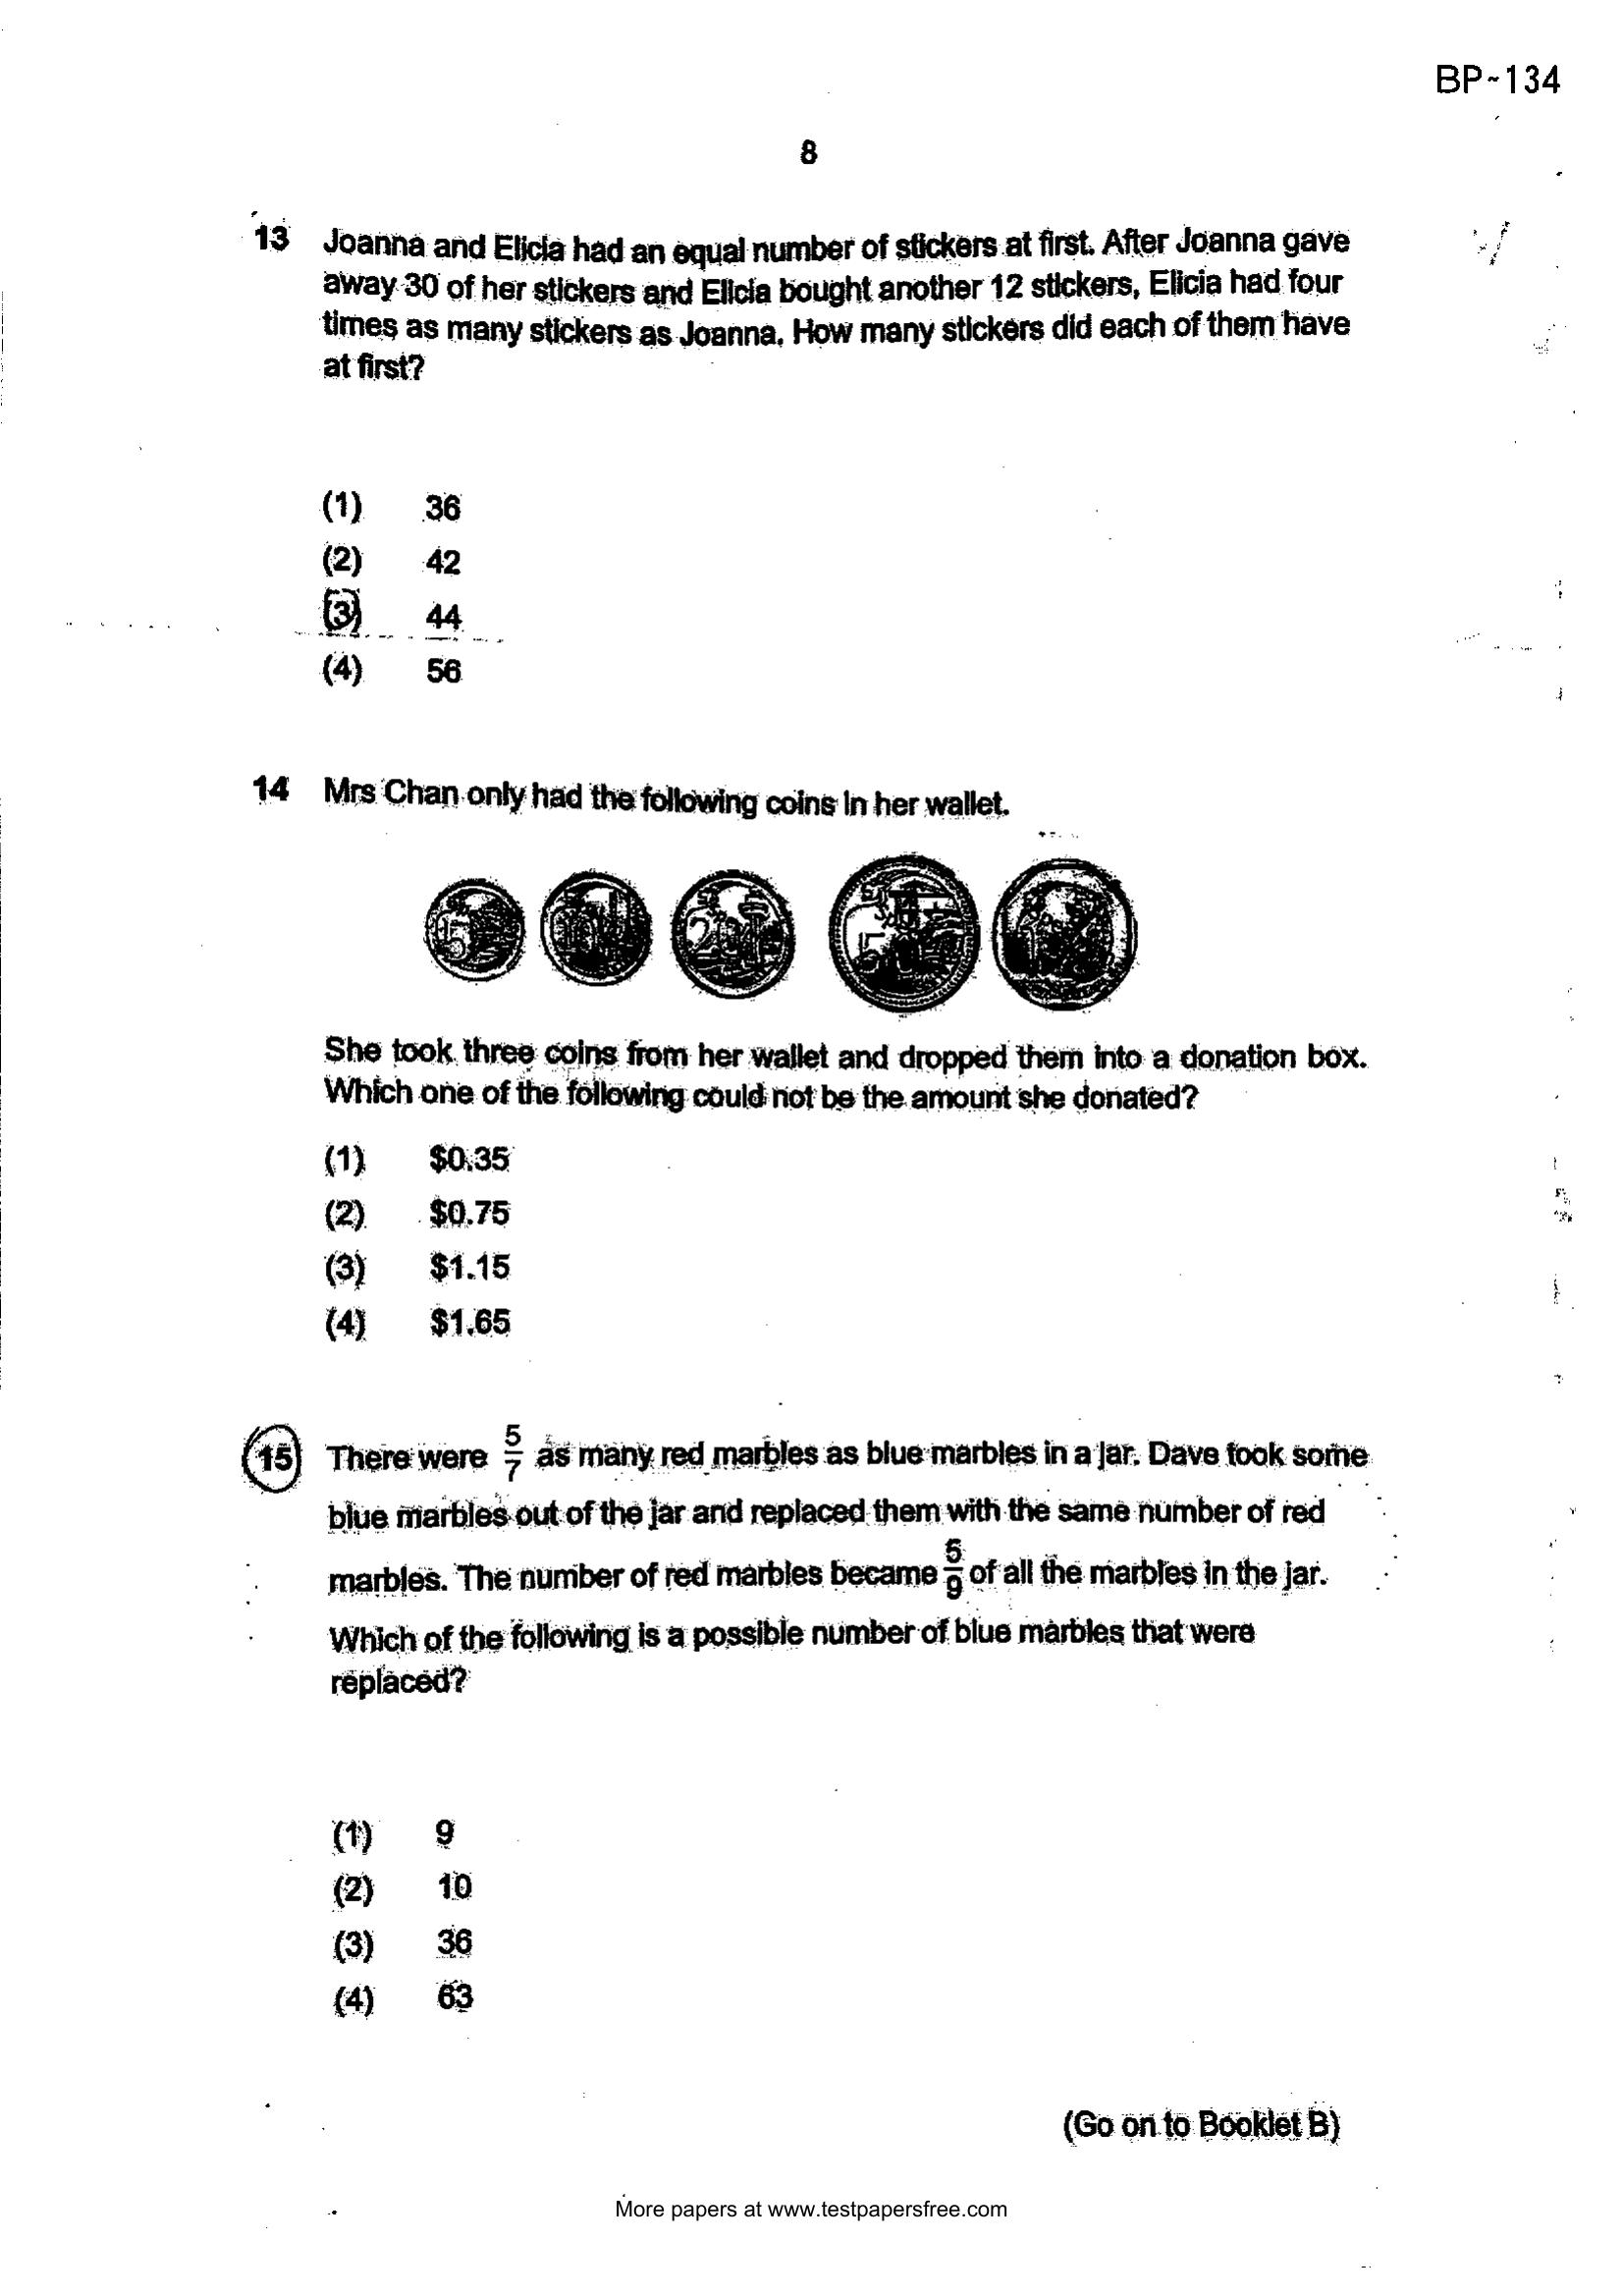 BP~134
8
13 Joanna and Elicia had an equal number of stickers at first. After Joanna gave
away 30 of her stickers and Elicia bought another 12 stickers, Elicia had four
times as many stickers as Joanna. How many stickers did each of them have
at first?
(1) 36
(2) 42
(3) 44
(4) 56
14 Mrs Chan only had the following coins in her wallet.
5 10 20 50 1
She took three coins from her wallet and dropped them into a donation box.
Which one of the following could not be the amount she donated?
(1) $0.35
(2) $0.75
(3) $1.15
(4) $1.65
15 There were 5/7 as many red marbles as blue marbles in a jar. Dave took some
blue marbles out of the jar and replaced them with the same number of red
marbles. The number of red marbles became 5/9 of all the marbles in the jar.
Which of the following is a possible number of blue marbles that were
replaced?
(1) 9
(2) 10
(3) 36
(4) 63
(Go on to Booklet B)
More papers at www.testpapersfree.com